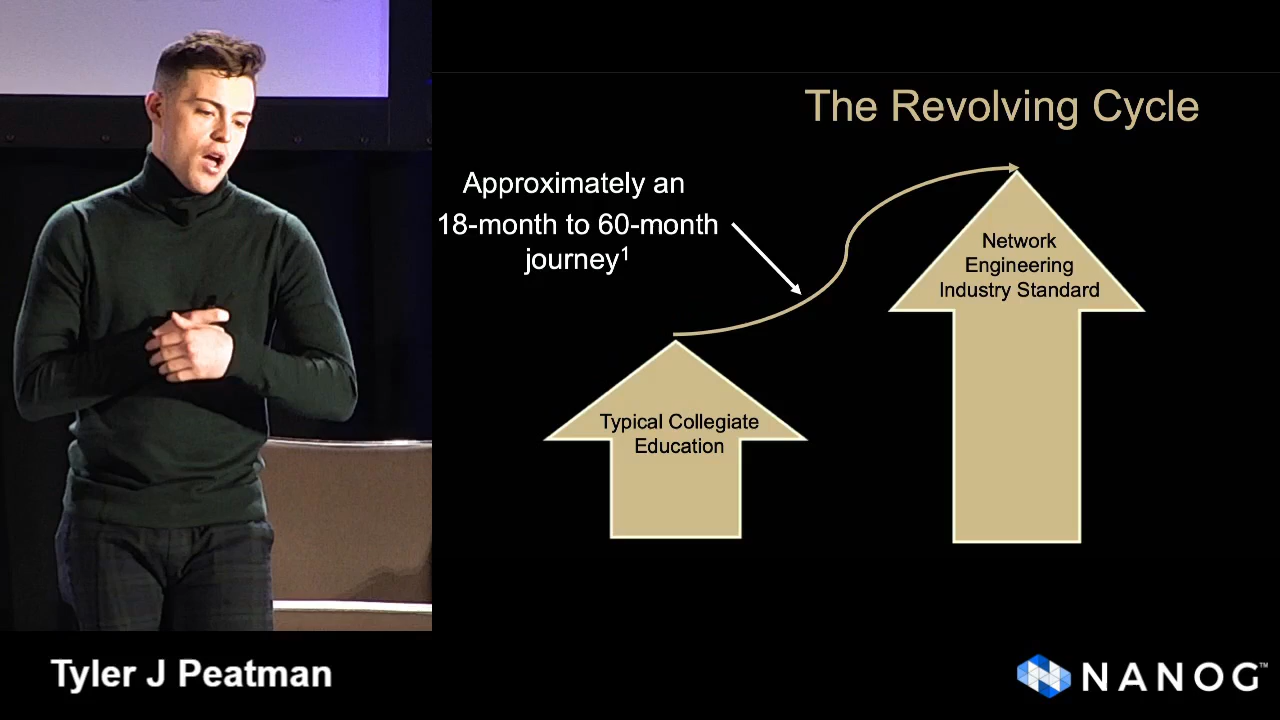 The Revolving Cycle
Approximately an
18-month to 60-month
journey¹
Network
Engineering
Industry Standard
Typical Collegiate
Education
Tyler J Peatman
NANOG™